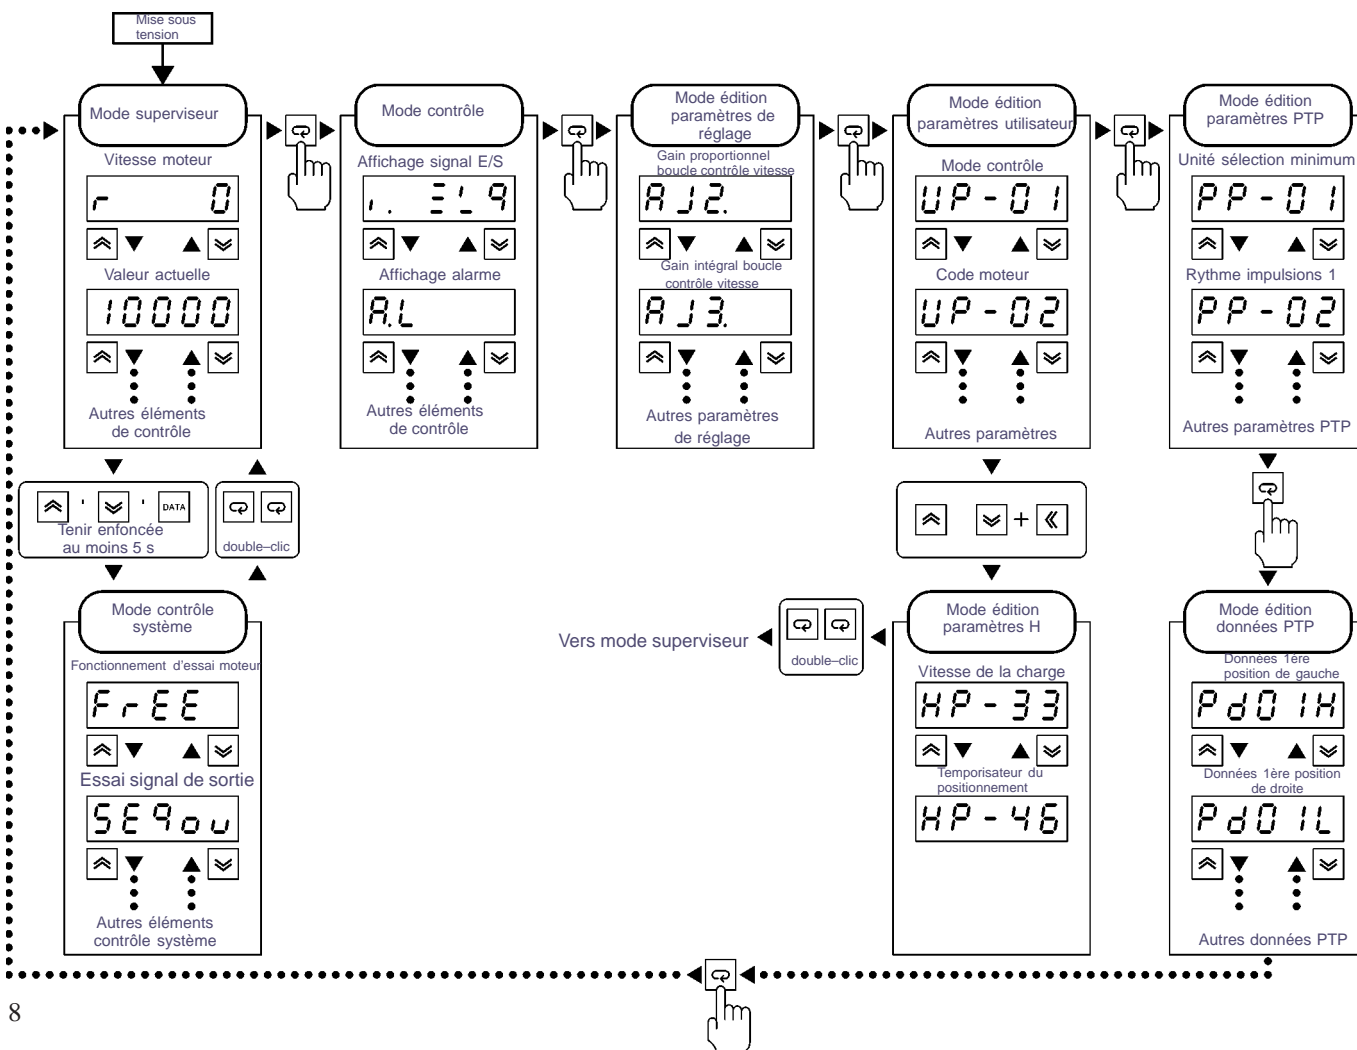 Mise sous
tension
Mode superviseur
Vitesse moteur
r 0
Valeur actuelle
10000
Autres éléments
de contrôle
Mode contrôle
Affichage signal E/S
Affichage alarme
A.L
Autres éléments
de contrôle
Mode édition
paramètres de
réglage
Gain proportionnel
boucle contrôle vitesse
AJ2.
Gain intégral boucle
contrôle vitesse
AJ3.
Autres paramètres
de réglage
Mode édition
paramètres utilisateur
Mode contrôle
UP-01
Code moteur
UP-02
Autres paramètres
Mode édition
paramètres PTP
Unité sélection minimum
PP-01
Rythme impulsions 1
PP-02
Autres paramètres PTP
' ' DATA
Tenir enfoncée
au moins 5 s
double–clic
+
Mode contrôle
système
Fonctionnement d'essai moteur
FrEE
Essai signal de sortie
SEqou
Autres éléments
contrôle système
Vers mode superviseur
double–clic
Mode édition
paramètres H
Vitesse de la charge
HP-33
Temporisateur du
positionnement
HP-46
Mode édition
données PTP
Données 1ére
position de gauche
Pd01H
Données 1ère position
de droite
Pd01L
Autres données PTP
8